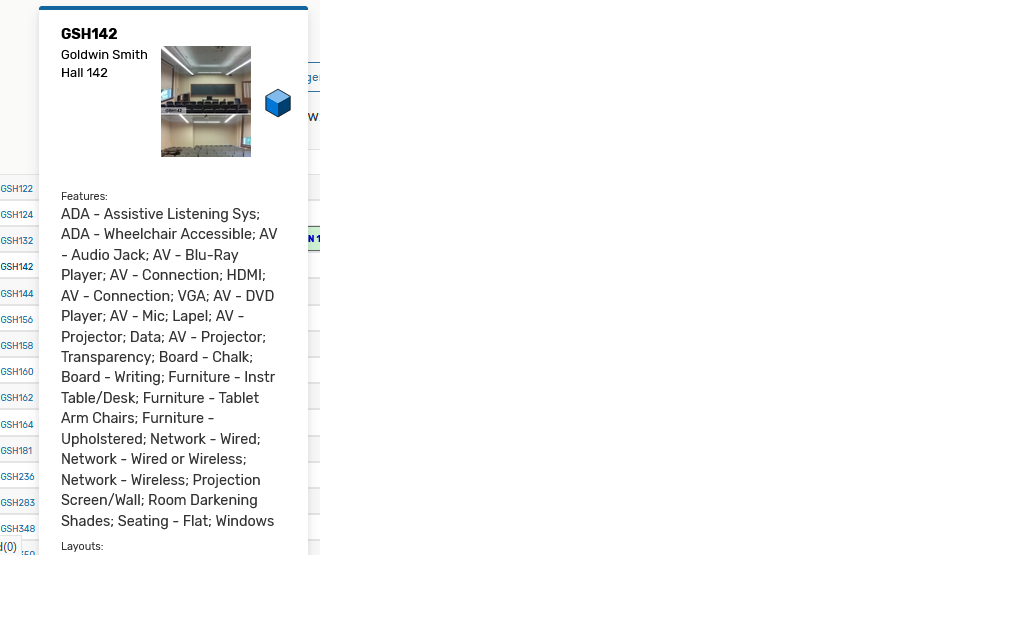 GSH142
Goldwin Smith
Hall 142
GSH142
Features:
ADA - Assistive Listening Sys;
ADA - Wheelchair Accessible; AV
- Audio Jack; AV - Blu-Ray
Player; AV - Connection; HDMI;
AV - Connection; VGA; AV - DVD
Player; AV - Mic; Lapel; AV -
Projector; Data; AV - Projector;
Transparency; Board - Chalk;
Board - Writing; Furniture - Instr
Table/Desk; Furniture - Tablet
Arm Chairs; Furniture -
Upholstered; Network - Wired;
Network - Wired or Wireless;
Network - Wireless; Projection
Screen/Wall; Room Darkening
Shades; Seating - Flat; Windows
Layouts:
GSH122
GSH124
GSH132
GSH142
GSH144
GSH156
GSH158
GSH160
GSH162
GSH164
GSH181
GSH236
GSH283
GSH348
d(0)
W
N 1